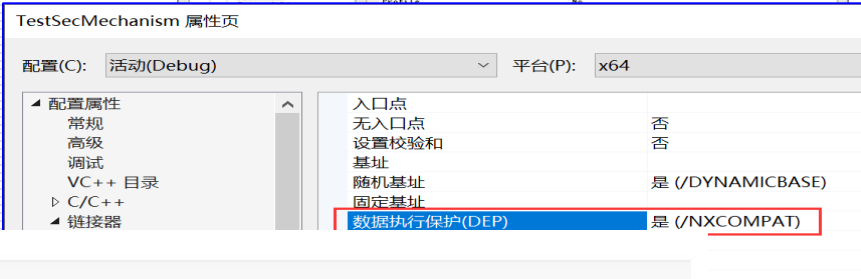 TestSecMechanism 属性页
配置(C): 活动(Debug) 平台(P): x64
配置属性
常规
高级
调试
VC++ 目录
C/C++
链接器
入口点
无入口点 否
设置校验和 否
基址
随机基址 是 (/DYNAMICBASE)
固定基址
数据执行保护(DEP) 是 (/NXCOMPAT)